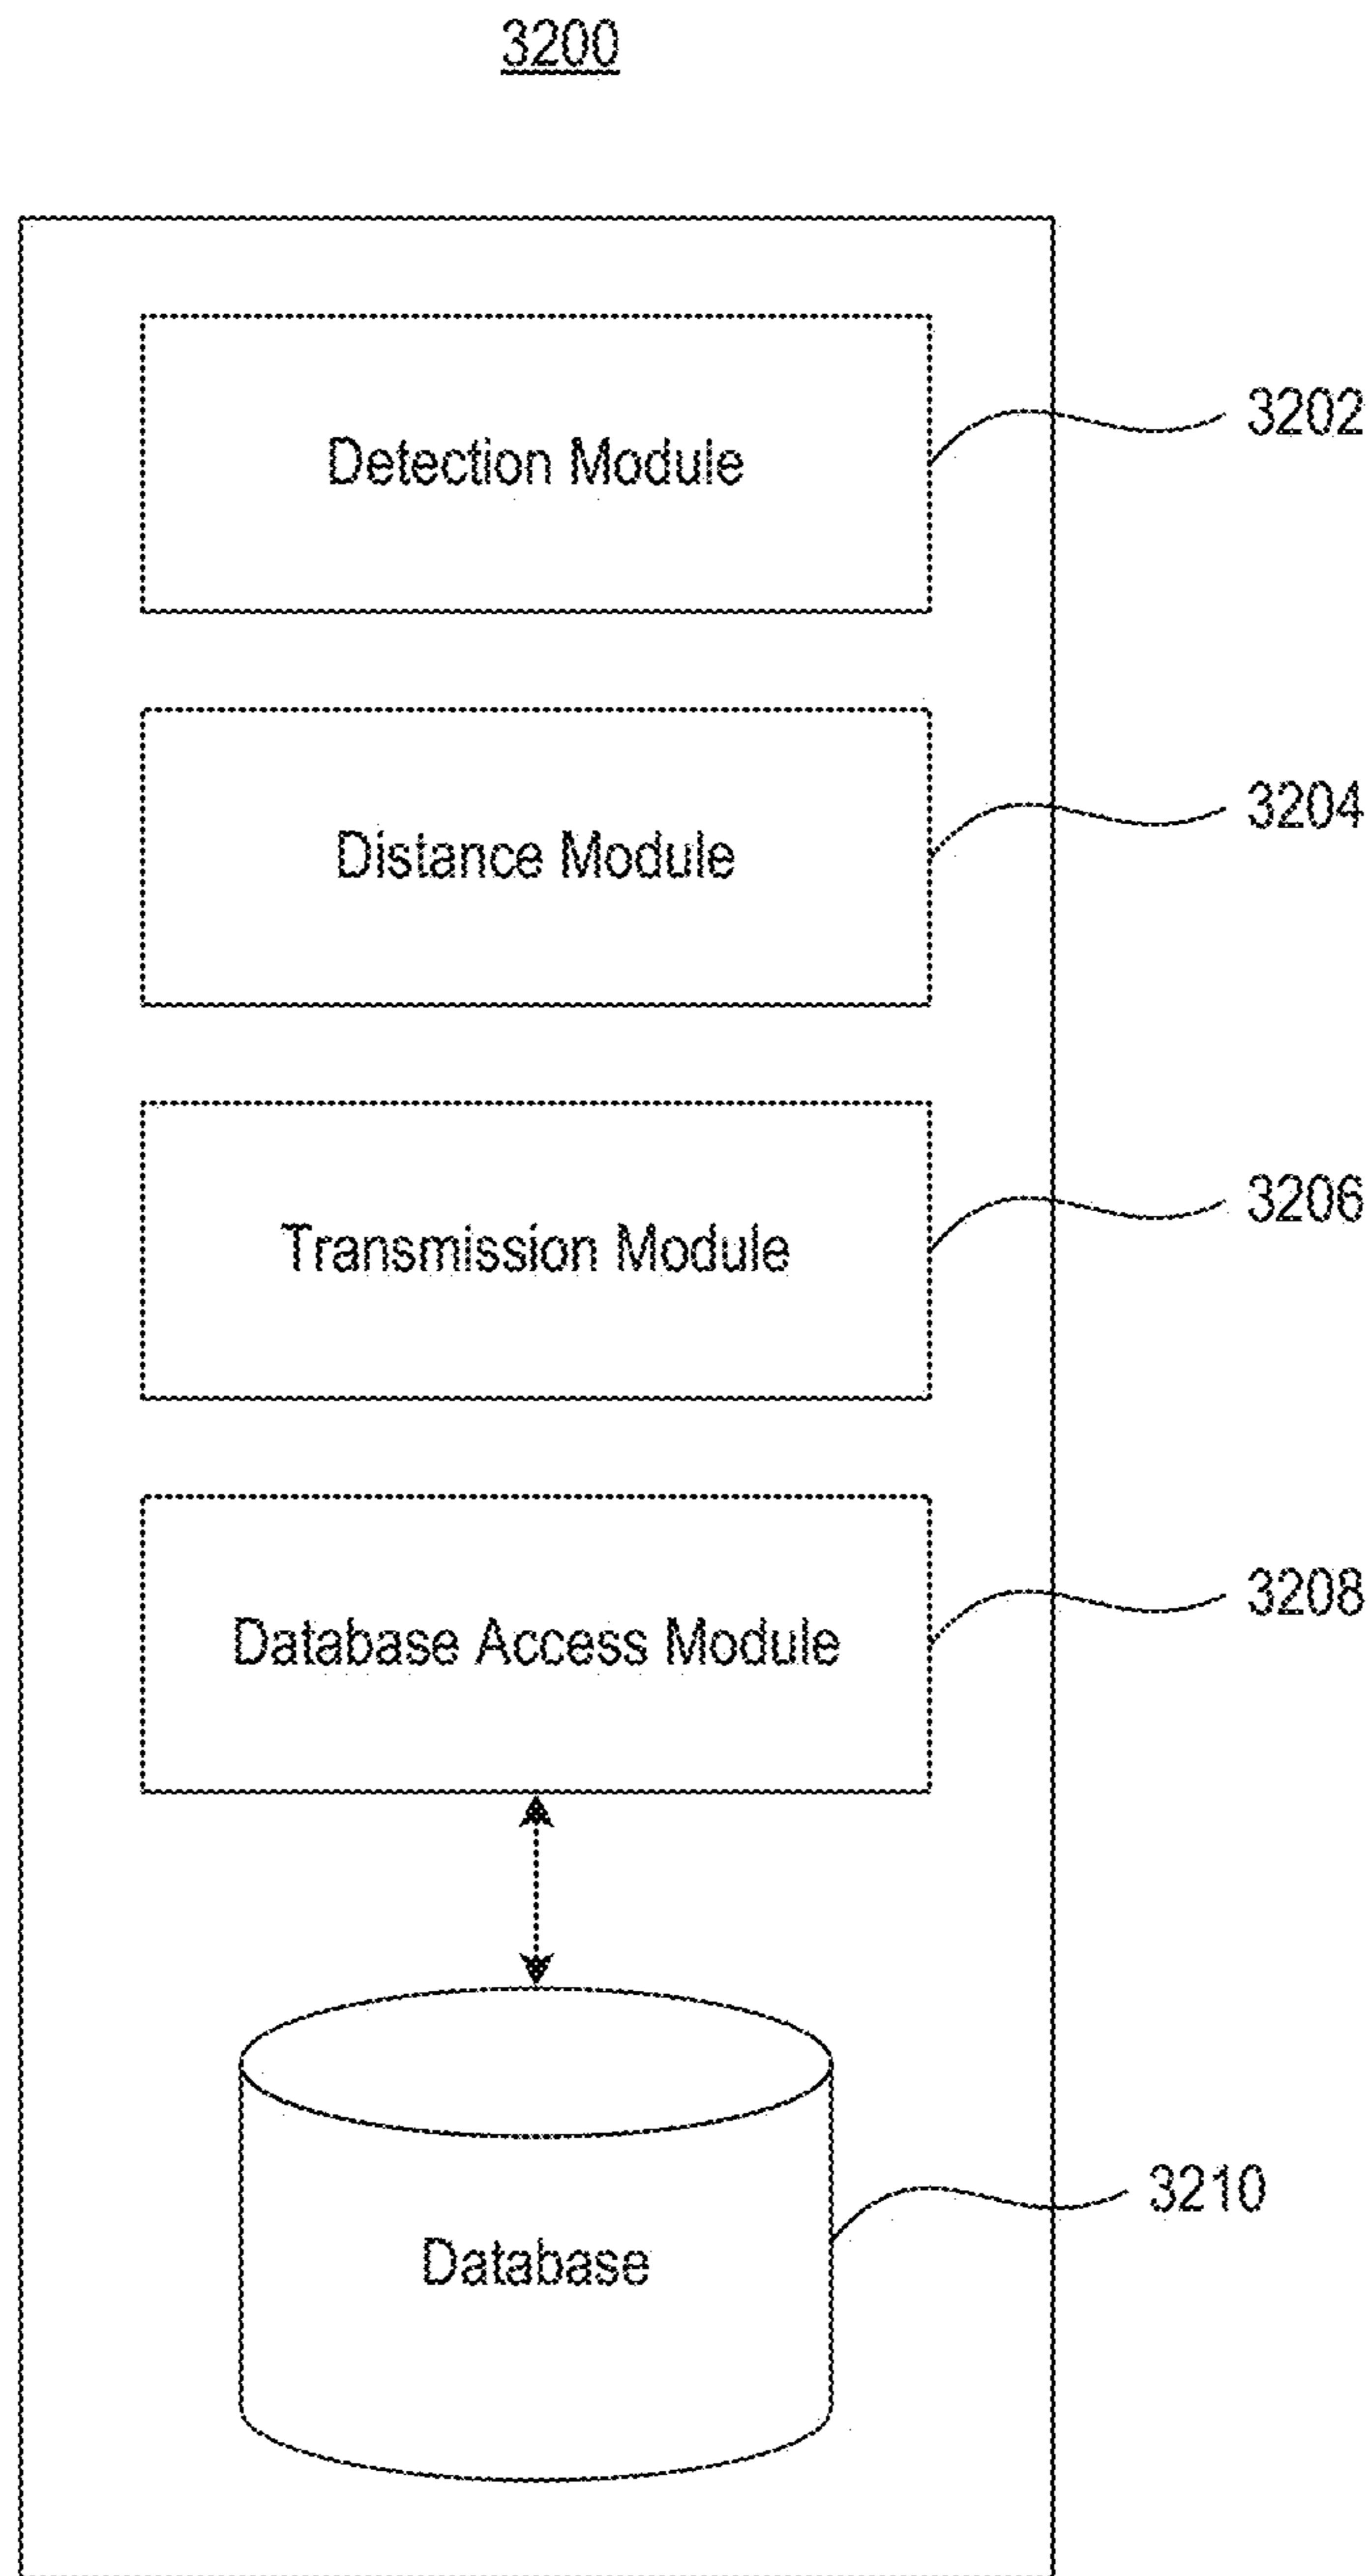 3200
Detection Module
3202
Distance Module
3204
Transmission Module
3206
Database Access Module
3208
Database
3210